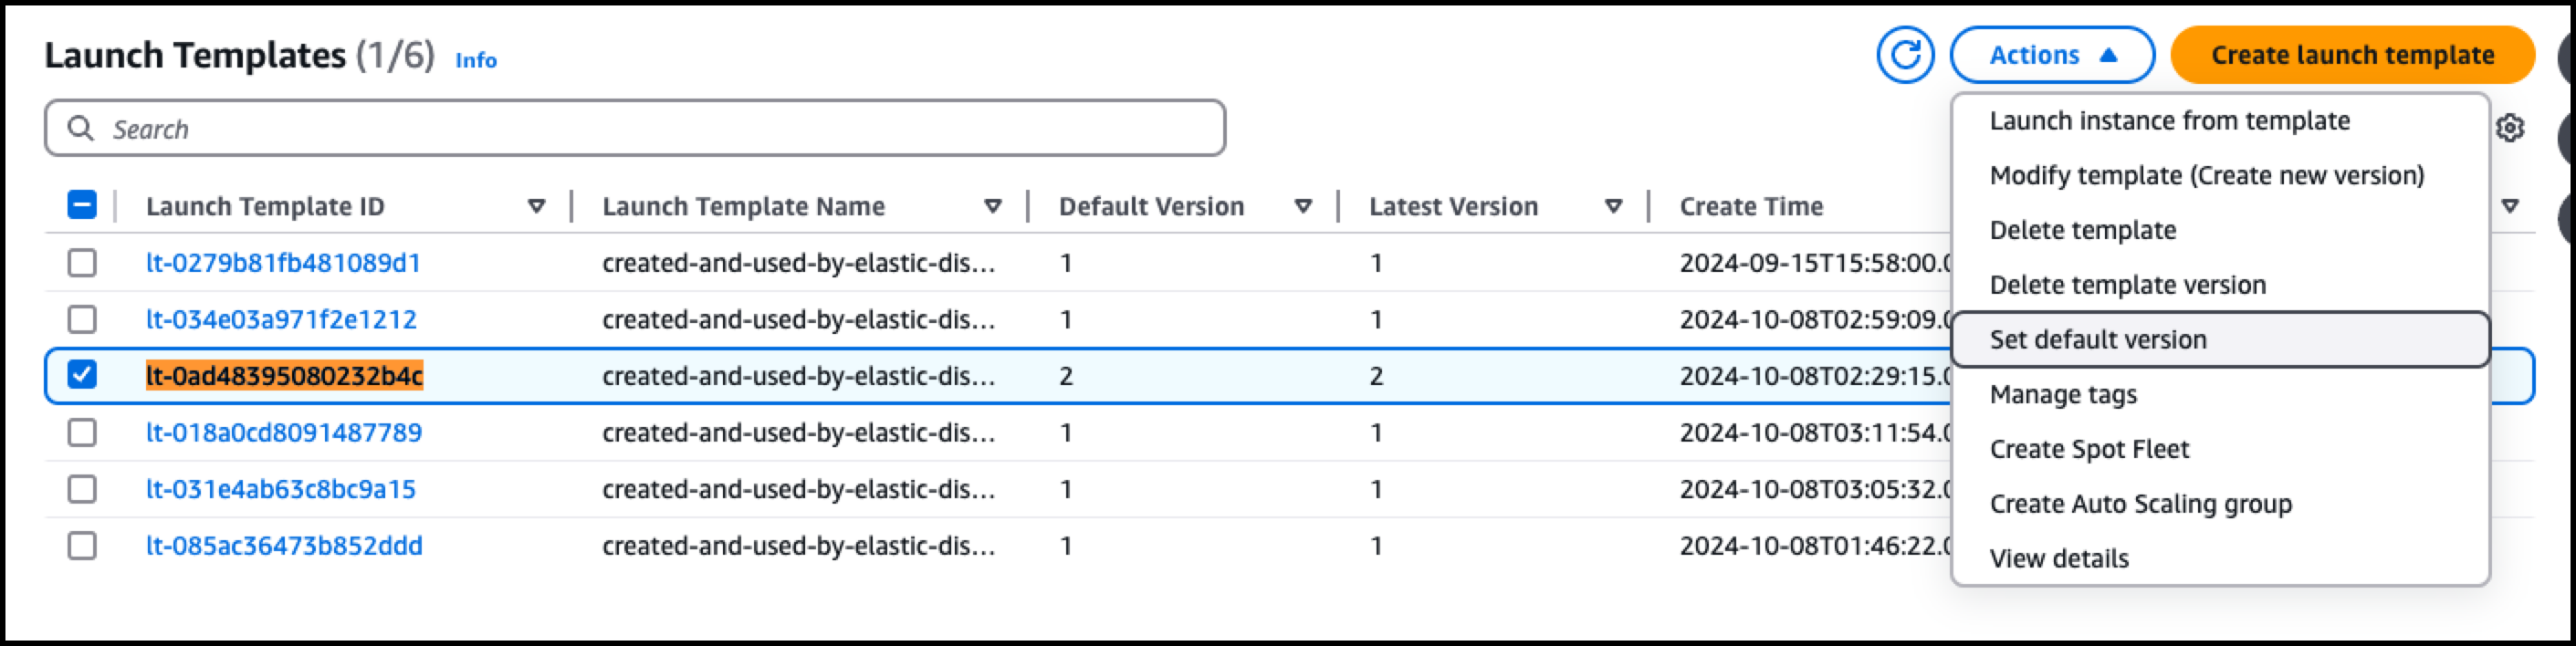 Launch Templates (1/6) Info
Actions
Create launch template
Search
Launch Template ID Launch Template Name Default Version Latest Version Create Time
lt-0279b81fb481089d1 created-and-used-by-elastic-dis... 1 1 2024-09-15T15:58:00.0
lt-034e03a971f2e1212 created-and-used-by-elastic-dis... 1 1 2024-10-08T02:59:09.0
lt-0ad48395080232b4c created-and-used-by-elastic-dis... 2 2 2024-10-08T02:29:15.0
lt-018a0cd8091487789 created-and-used-by-elastic-dis... 1 1 2024-10-08T03:11:54.0
lt-031e4ab63c8bc9a15 created-and-used-by-elastic-dis... 1 1 2024-10-08T03:05:32.0
lt-085ac36473b852ddd created-and-used-by-elastic-dis... 1 1 2024-10-08T01:46:22.0
Launch instance from template
Modify template (Create new version)
Delete template
Delete template version
Set default version
Manage tags
Create Spot Fleet
Create Auto Scaling group
View details